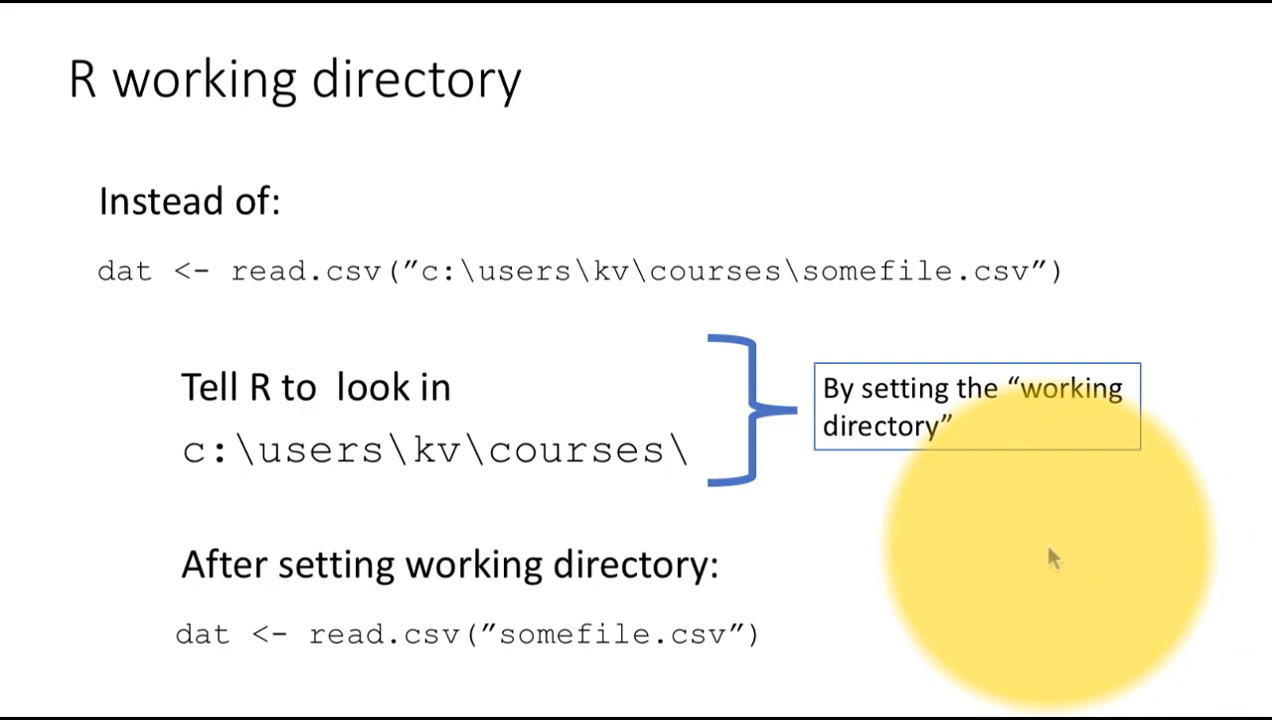 R working directory
Instead of:
dat <- read.csv(”c:\users\kv\courses\somefile.csv”)
Tell R to  look in
c:\users\kv\courses\
By setting the “working
directory”
After setting working directory:
dat <- read.csv(”somefile.csv”)